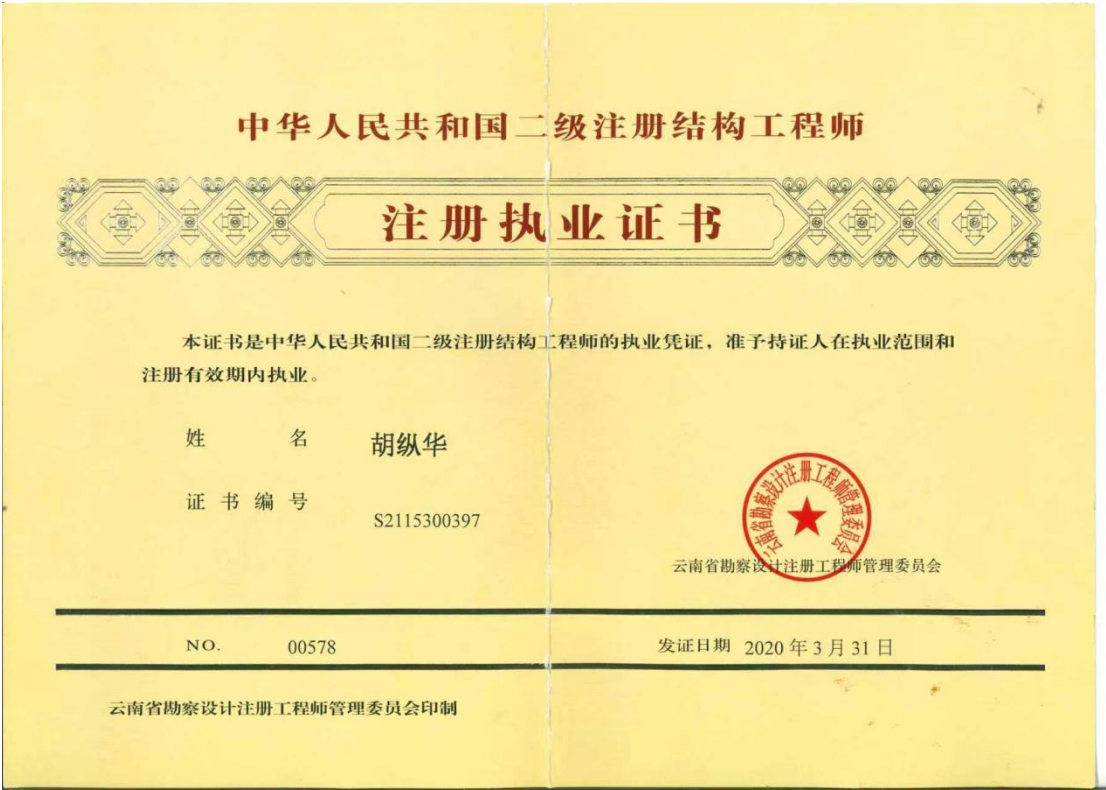 中华人民共和国二级注册结构工程师
注册执业证书
本证书是中华人民共和国二级注册结构工程师的执业凭证，准予持证人在执业范围和
注册有效期内执业。
姓 名 胡纵华
证书编号 S2115300397
云南省勘察设计注册工程师管理委员会
云南省勘察设计注册工程师管理委员会
NO. 00578 发证日期 2020年3月31日
云南省勘察设计注册工程师管理委员会印制